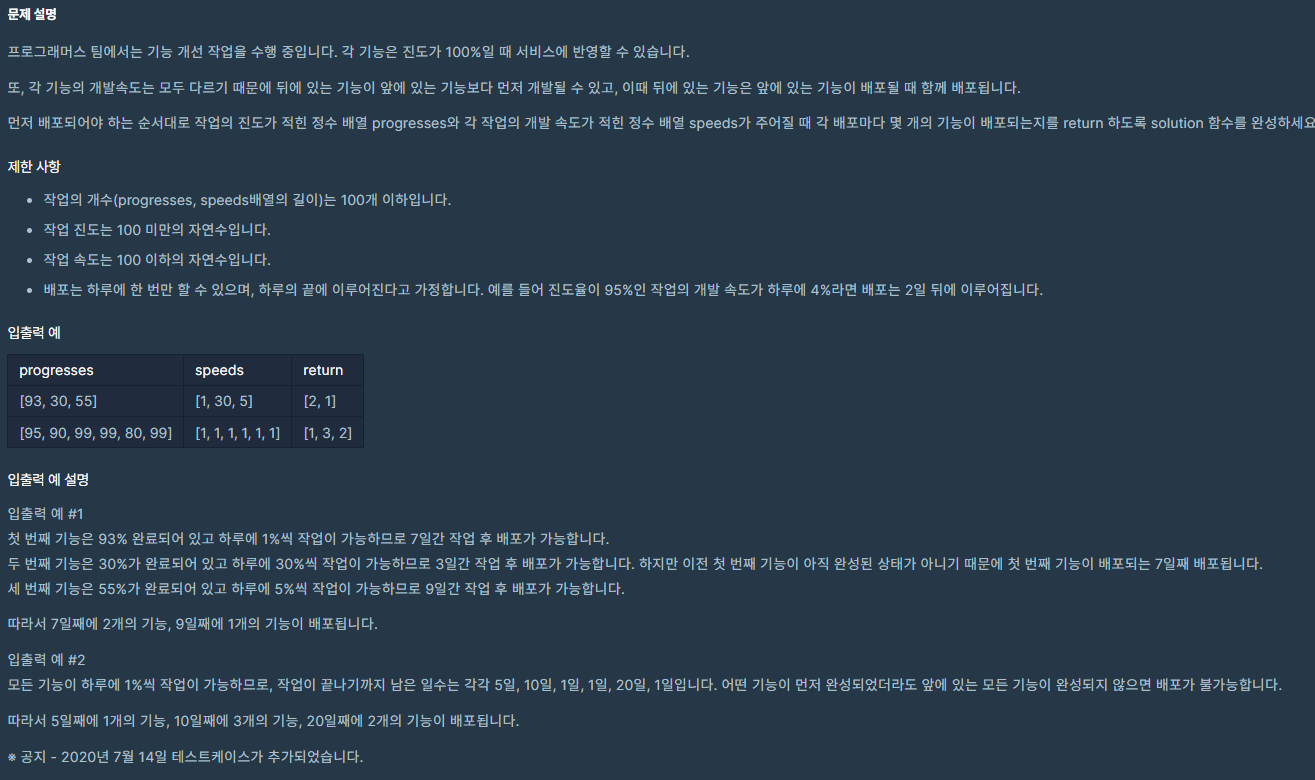 문제 설명
프로그래머스 팀에서는 기능 개선 작업을 수행 중입니다. 각 기능은 진도가 100%일 때 서비스에 반영할 수 있습니다.
또, 각 기능의 개발속도는 모두 다르기 때문에 뒤에 있는 기능이 앞에 있는 기능보다 먼저 개발될 수 있고, 이때 뒤에 있는 기능은 앞에 있는 기능이 배포될 때 함께 배포됩니다.
먼저 배포되어야 하는 순서대로 작업의 진도가 적힌 정수 배열 progresses와 각 작업의 개발 속도가 적힌 정수 배열 speeds가 주어질 때 각 배포마다 몇 개의 기능이 배포되는지를 return 하도록 solution 함수를 완성하세요
제한 사항
• 작업의 개수(progresses, speeds배열의 길이)는 100개 이하입니다.
• 작업 진도는 100 미만의 자연수입니다.
• 작업 속도는 100 이하의 자연수입니다.
• 배포는 하루에 한 번만 할 수 있으며, 하루의 끝에 이루어진다고 가정합니다. 예를 들어 진도율이 95%인 작업의 개발 속도가 하루에 4%라면 배포는 2일 뒤에 이루어집니다.
입출력 예
progresses speeds return
[93, 30, 55] [1, 30, 5] [2, 1]
[95, 90, 99, 99, 80, 99] [1, 1, 1, 1, 1, 1] [1, 3, 2]
입출력 예 설명
입출력 예 #1
첫 번째 기능은 93% 완료되어 있고 하루에 1%씩 작업이 가능하므로 7일간 작업 후 배포가 가능합니다.
두 번째 기능은 30%가 완료되어 있고 하루에 30%씩 작업이 가능하므로 3일간 작업 후 배포가 가능합니다. 하지만 이전 첫 번째 기능이 아직 완성된 상태가 아니기 때문에 첫 번째 기능이 배포되는 7일째 배포됩니다.
세 번째 기능은 55%가 완료되어 있고 하루에 5%씩 작업이 가능하므로 9일간 작업 후 배포가 가능합니다.
따라서 7일째에 2개의 기능, 9일째에 1개의 기능이 배포됩니다.
입출력 예 #2
모든 기능이 하루에 1%씩 작업이 가능하므로, 작업이 끝나기까지 남은 일수는 각각 5일, 10일, 1일, 1일, 20일, 1일입니다. 어떤 기능이 먼저 완성되었더라도 앞에 있는 모든 기능이 완성되지 않으면 배포가 불가능합니다.
따라서 5일째에 1개의 기능, 10일째에 3개의 기능, 20일째에 2개의 기능이 배포됩니다.
※ 공지 - 2020년 7월 14일 테스트케이스가 추가되었습니다.